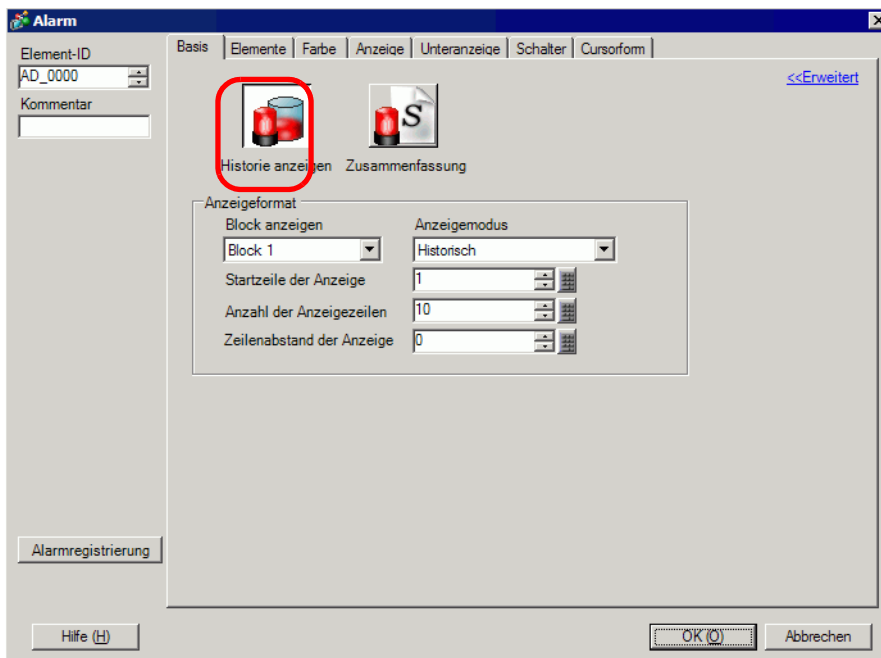 Alarm
Element-ID
AD_0000
Kommentar
Basis Elemente Farbe Anzeige Unteranzeige Schalter Cursorform
<<Erweitert
S
Historie anzeigen Zusammenfassung
Anzeigeformat
Block anzeigen Anzeigemodus
Block 1 Historisch
Startzeile der Anzeige 1
Anzahl der Anzeigezeilen 10
Zeilenabstand der Anzeige 0
Alarmregistrierung
Hilfe (H) OK (O) Abbrechen